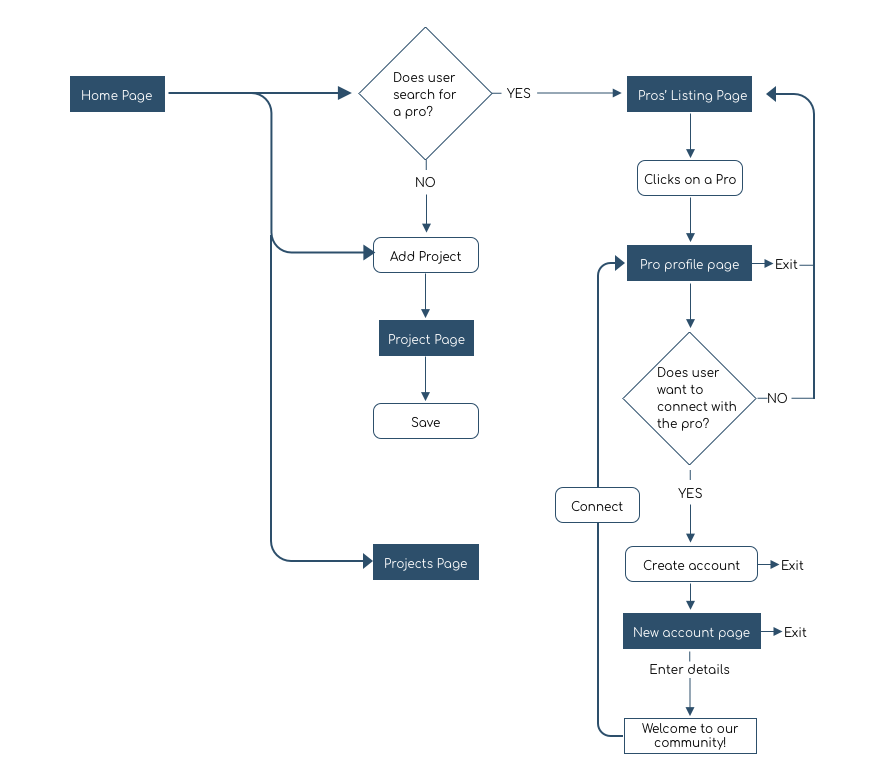 Home Page
Does user
search for
a pro?
YES
Pros' Listing Page
NO
Clicks on a Pro
Add Project
Pro profile page
Exit
Project Page
Does user
want to
connect with
the pro?
NO
Save
Connect
YES
Projects Page
Create account
Exit
New account page
Exit
Enter details
Welcome to our
community!